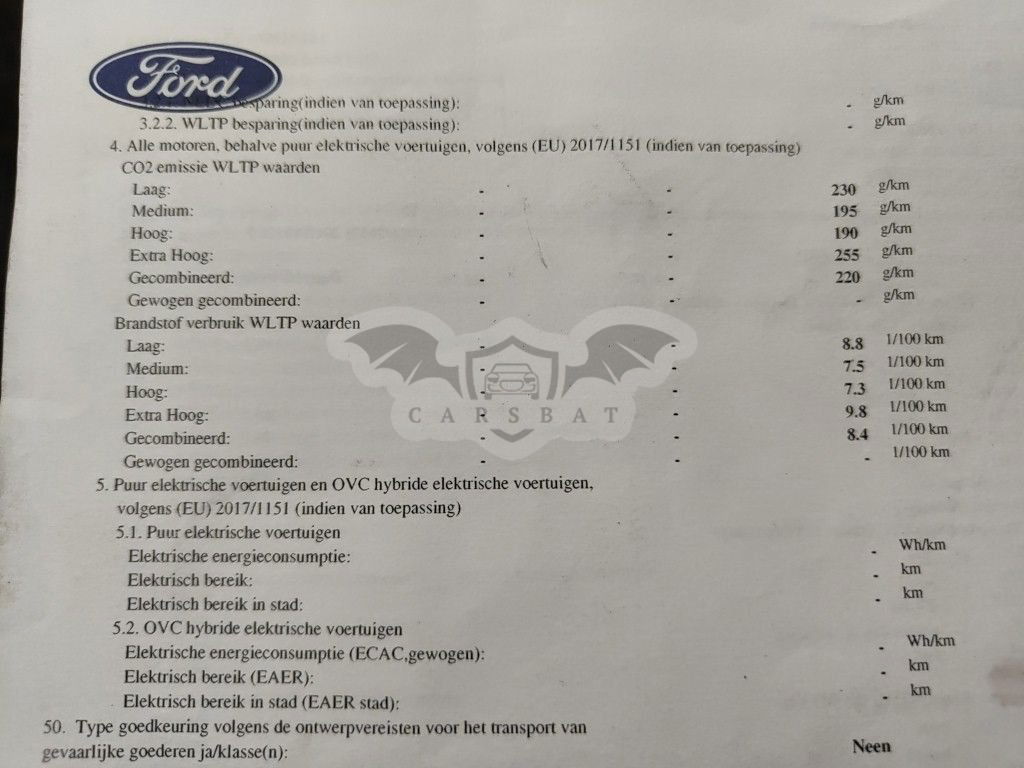 Ford
besparing(indien van toepassing): - g/km
3.2.2. WLTP besparing(indien van toepassing): - g/km
4. Alle motoren, behalve puur elektrische voertuigen, volgens (EU) 2017/1151 (indien van toepassing)
CO2 emissie WLTP waarden
Laag: - - 230 g/km
Medium: - - 195 g/km
Hoog: - - 190 g/km
Extra Hoog: - - 255 g/km
Gecombineerd: - - 220 g/km
Gewogen gecombineerd: - - - g/km
Brandstof verbruik WLTP waarden
Laag: - - 8.8 1/100 km
Medium: - - 7.5 1/100 km
Hoog: - - 7.3 1/100 km
Extra Hoog: - - 9.8 1/100 km
CARSBAT
Gecombineerd: - - 8.4 1/100 km
Gewogen gecombineerd: - - - 1/100 km
5. Puur elektrische voertuigen en OVC hybride elektrische voertuigen,
volgens (EU) 2017/1151 (indien van toepassing)
5.1. Puur elektrische voertuigen
Elektrische energieconsumptie: - Wh/km
Elektrisch bereik: - km
Elektrisch bereik in stad: - km
5.2. OVC hybride elektrische voertuigen
Elektrische energieconsumptie (ECAC,gewogen): - Wh/km
Elektrisch bereik (EAER): - km
Elektrisch bereik in stad (EAER stad): - km
50. Type goedkeuring volgens de ontwerpvereisten voor het transport van
gevaarlijke goederen ja/klasse(n): Neen